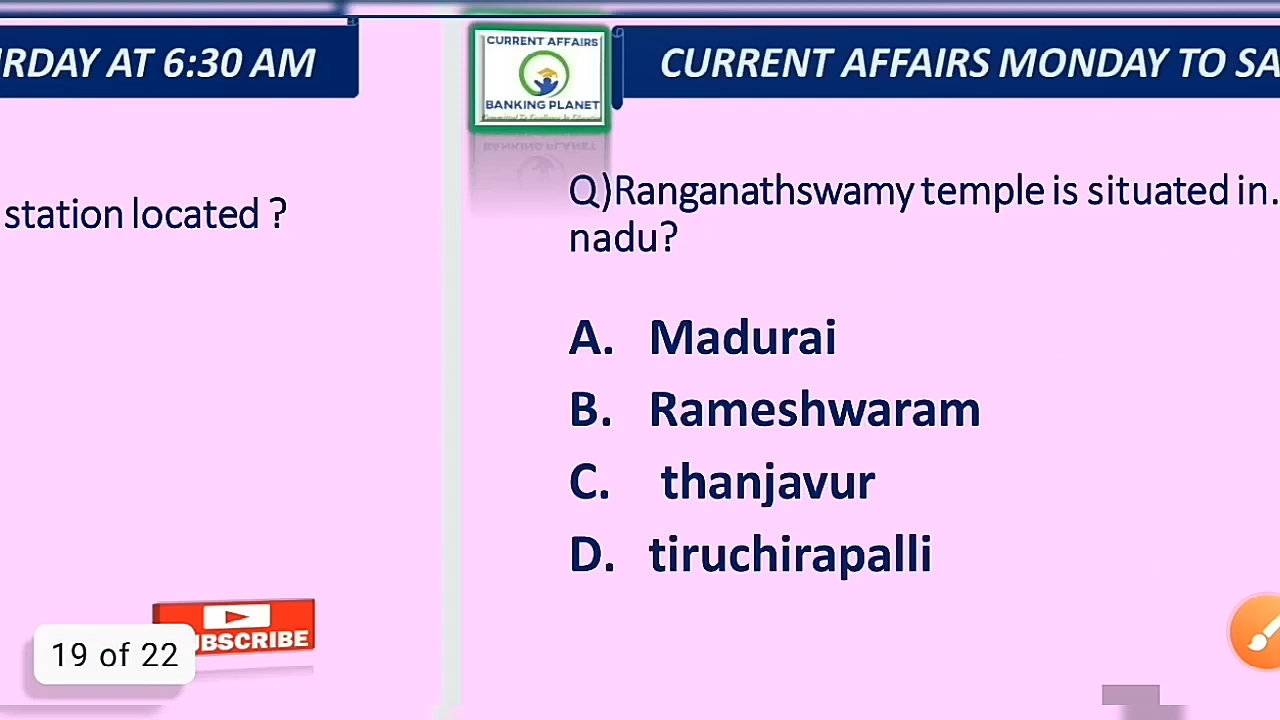 RDAY AT 6:30 AM
station located ?
19 of 22
SUBSCRIBE
CURRENT AFFAIRS
BANKING PLANET
CURRENT AFFAIRS MONDAY TO SA
Q)Ranganathswamy temple is situated in.
nadu?
A. Madurai
B. Rameshwaram
C. thanjavur
D. tiruchirapalli